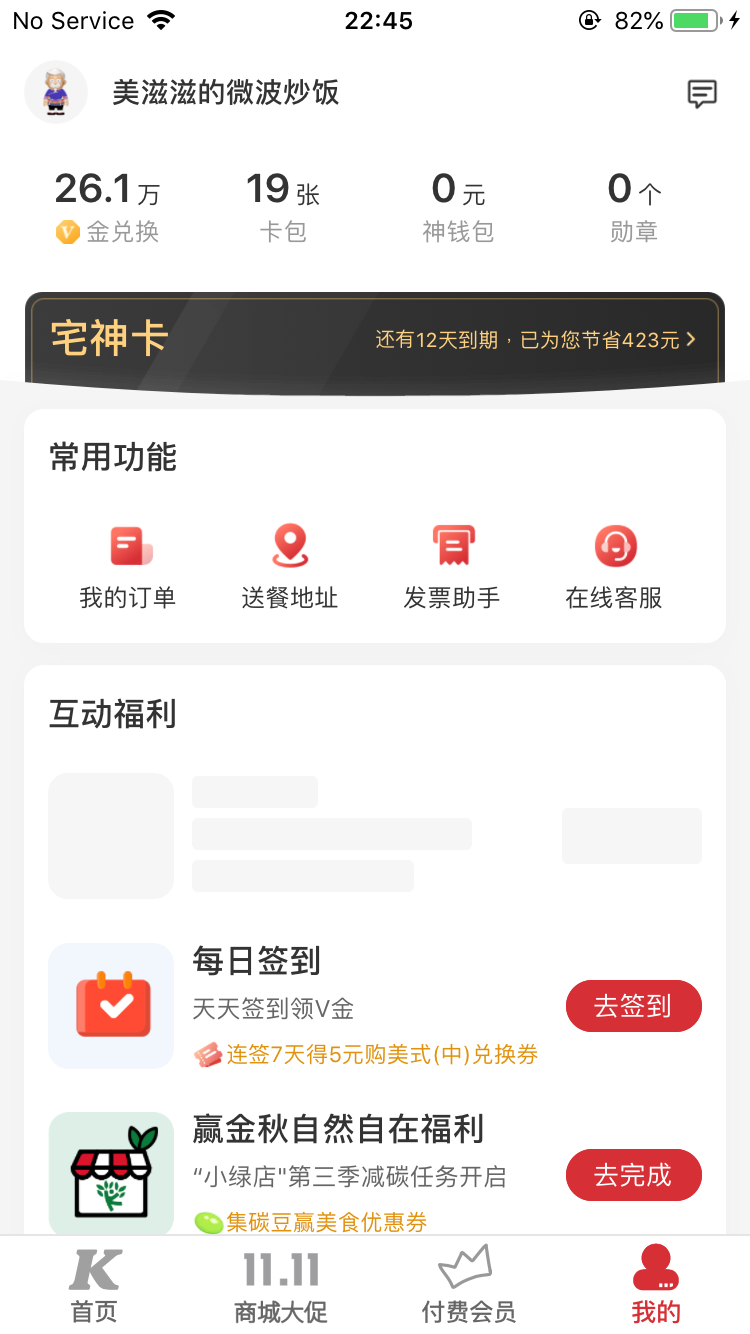 No Service 22:45 82%
美滋滋的微波炒饭
26.1万 19张 0元 0个
V金兑换 卡包 神钱包 勋章
宅神卡 还有12天到期，已为您节省423元
常用功能
我的订单 送餐地址 发票助手 在线客服
互动福利
每日签到
天天签到领V金
去签到
连签7天得5元购美式(中)兑换券
赢金秋自然自在福利
“小绿店"第三季减碳任务开启
去完成
集碳豆赢美食优惠券
K 11.11
首页 商城大促 付费会员 我的